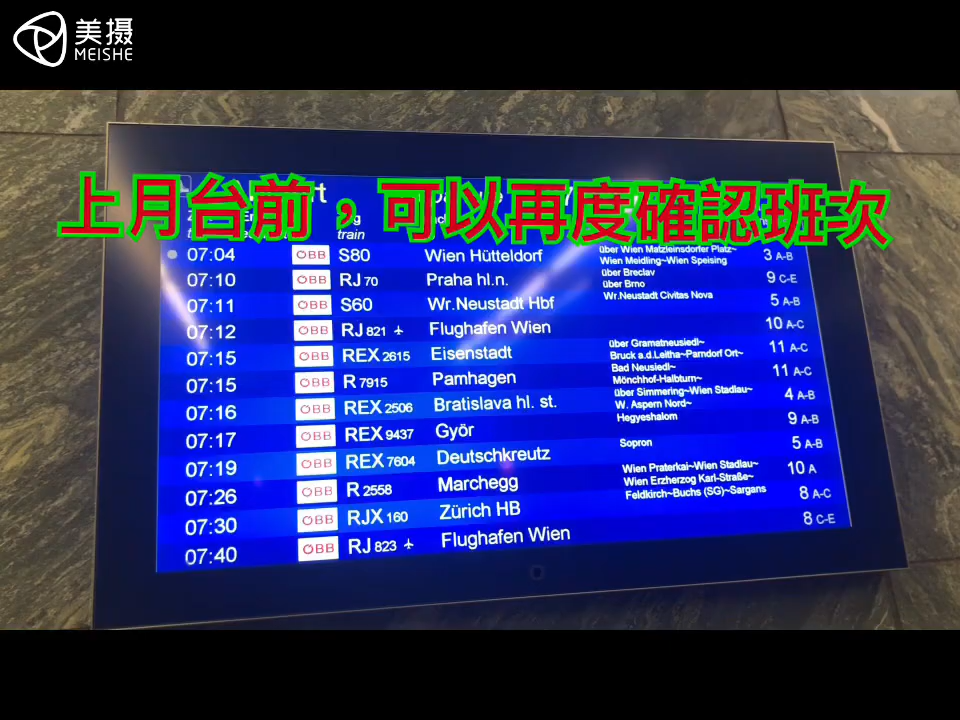 美摄
MEISHE
上月台前，可以再度確認班次
train
07:04 ÖBB S80 Wien Hütteldorf über Wien Matzleinsdorfer Platz~ 3 A-B
Wien Meidling~Wien Speising
07:10 ÖBB RJ 70 Praha hl.n. über Breclav 9 C-E
über Brno
07:11 ÖBB S60 Wr.Neustadt Hbf Wr.Neustadt Civitas Nova 5 A-B
07:12 ÖBB RJ 821 Flughafen Wien 10 A-C
07:15 ÖBB REX 2615 Eisenstadt über Gramatneusiedl~ 11 A-C
Bruck a.d.Leitha~Parndorf Ort~
07:15 ÖBB R 7915 Pamhagen Bad Neusiedl~ 11 A-C
Mönchhof-Halbturn~
07:16 ÖBB REX 2506 Bratislava hl. st. über Simmering~Wien Stadlau~ 4 A-B
W. Aspern Nord~
07:17 ÖBB REX 9437 Györ Hegyeshalom 9 A-B
07:19 ÖBB REX 7604 Deutschkreutz Sopron 5 A-B
07:26 ÖBB R 2558 Marchegg Wien Praterkai~Wien Stadlau~ 10 A
Wien Erzherzog Karl-Straße~
07:30 ÖBB RJX 160 Zürich HB Feldkirch~Buchs (SG)~Sargans 8 A-C
07:40 ÖBB RJ 823 Flughafen Wien 8 C-E